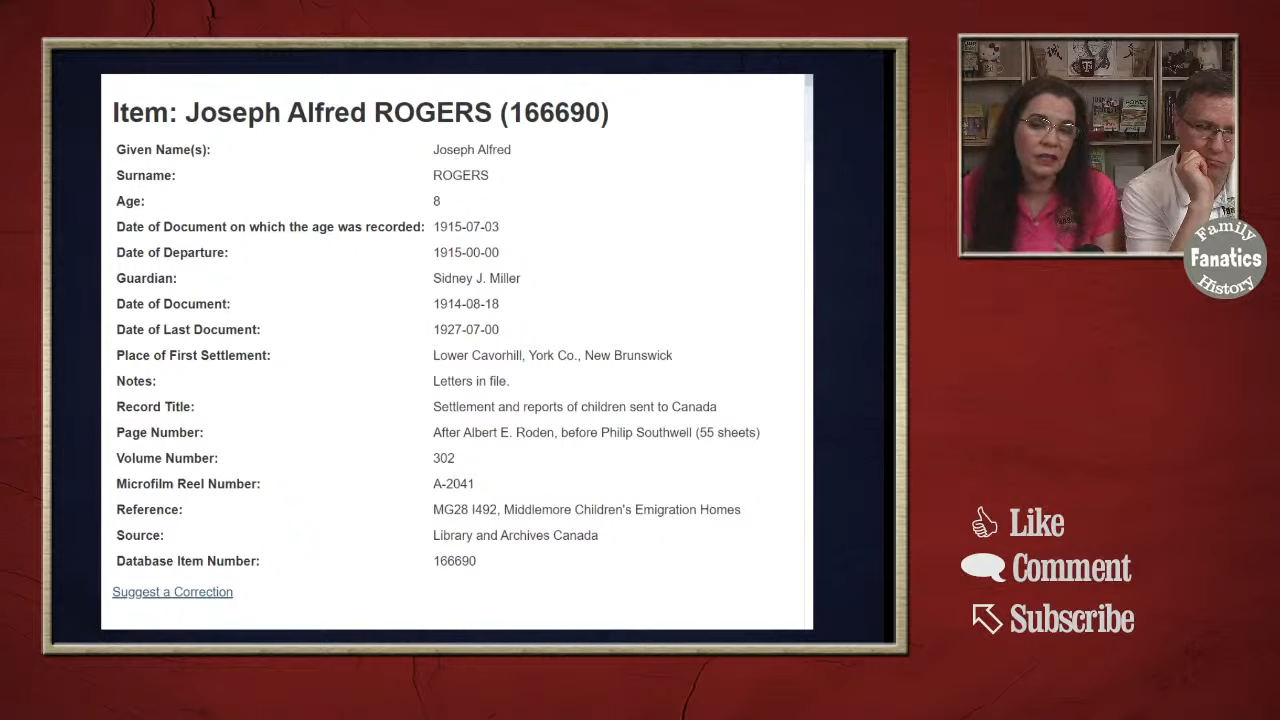 Item: Joseph Alfred ROGERS (166690)
Given Name(s): Joseph Alfred
Surname: ROGERS
Age: 8
Date of Document on which the age was recorded: 1915-07-03
Date of Departure: 1915-00-00
Guardian: Sidney J. Miller
Date of Document: 1914-08-18
Date of Last Document: 1927-07-00
Place of First Settlement: Lower Cavorhill, York Co., New Brunswick
Notes: Letters in file.
Record Title: Settlement and reports of children sent to Canada
Page Number: After Albert E. Roden, before Philip Southwell (55 sheets)
Volume Number: 302
Microfilm Reel Number: A-2041
Reference: MG28 I492, Middlemore Children's Emigration Homes
Source: Library and Archives Canada
Database Item Number: 166690
Suggest a Correction
Family
Fanatics
History
Like
Comment
Subscribe